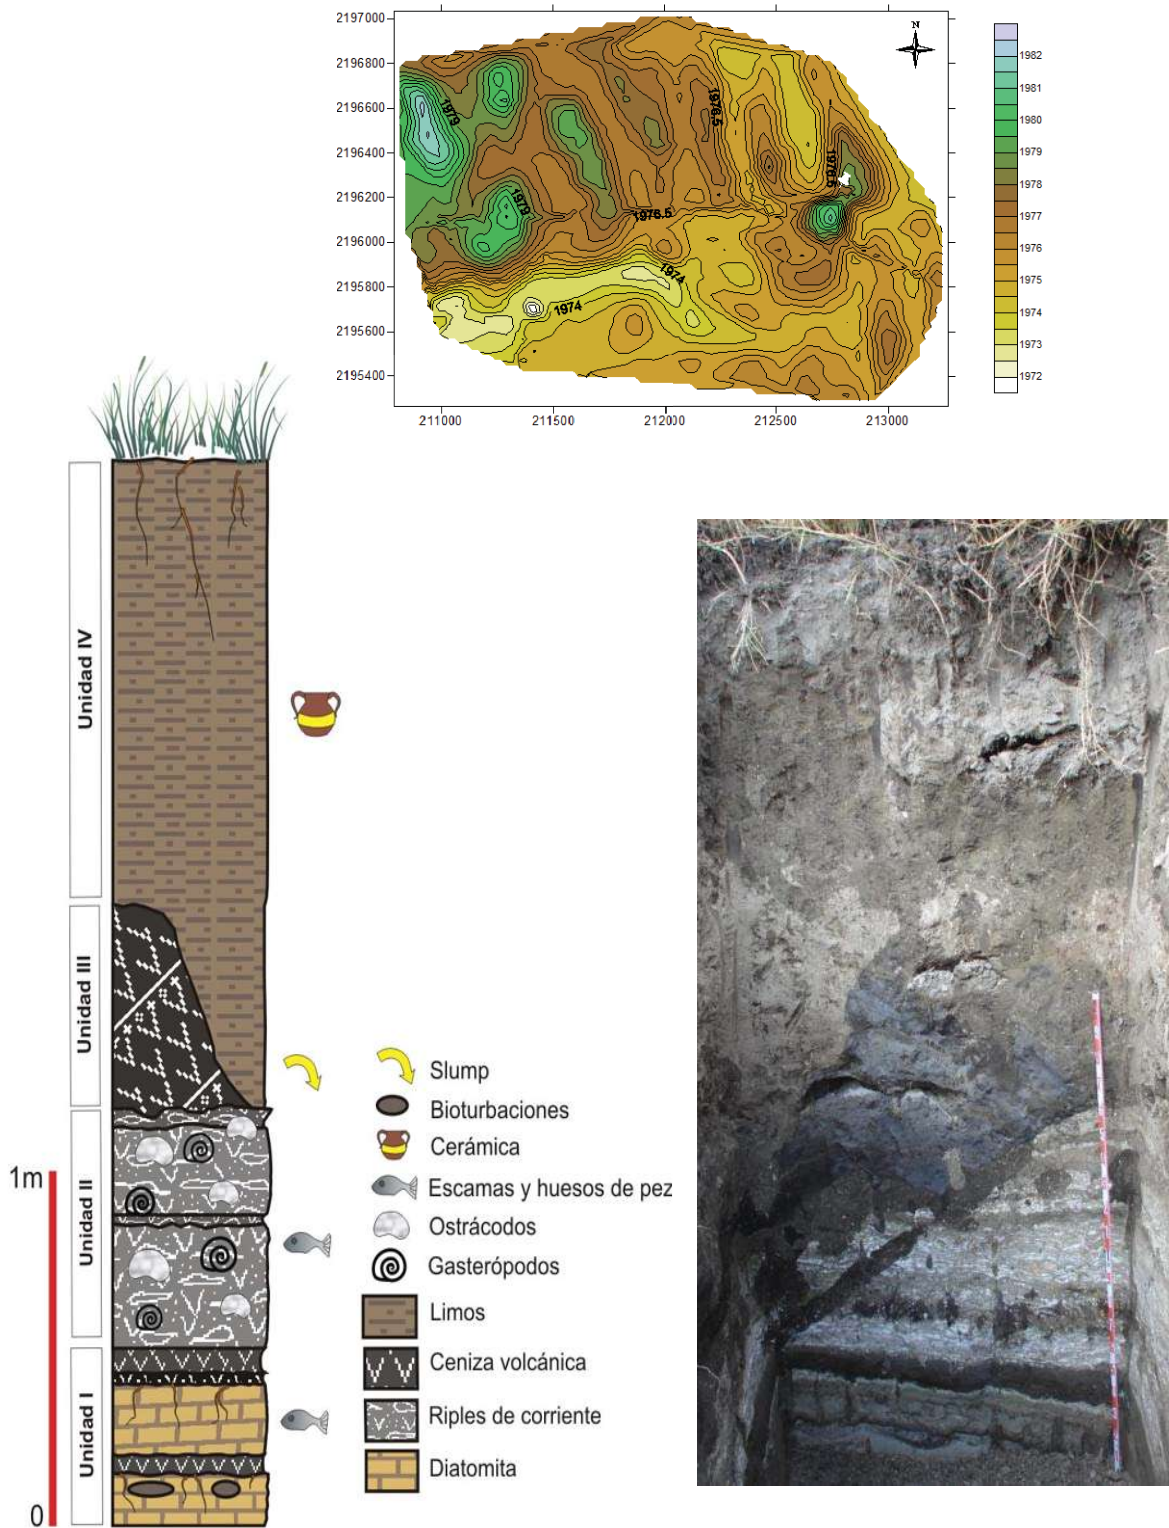 2197000
2196800
2196600
2196400
2196200
2196000
2195800
2195600
2195400
211000
211500
212000
212500
213000
N
1979
1976.5
1976.5
1979
1976.5
1974
1974
1982
1981
1980
1979
1978
1977
1976
1975
1974
1973
1972
Unidad IV
Unidad III
Unidad II
Unidad I
1m
0
Slump
Bioturbaciones
Cerámica
Escamas y huesos de pez
Ostrácodos
Gasterópodos
Limos
Ceniza volcánica
Riples de corriente
Diatomita